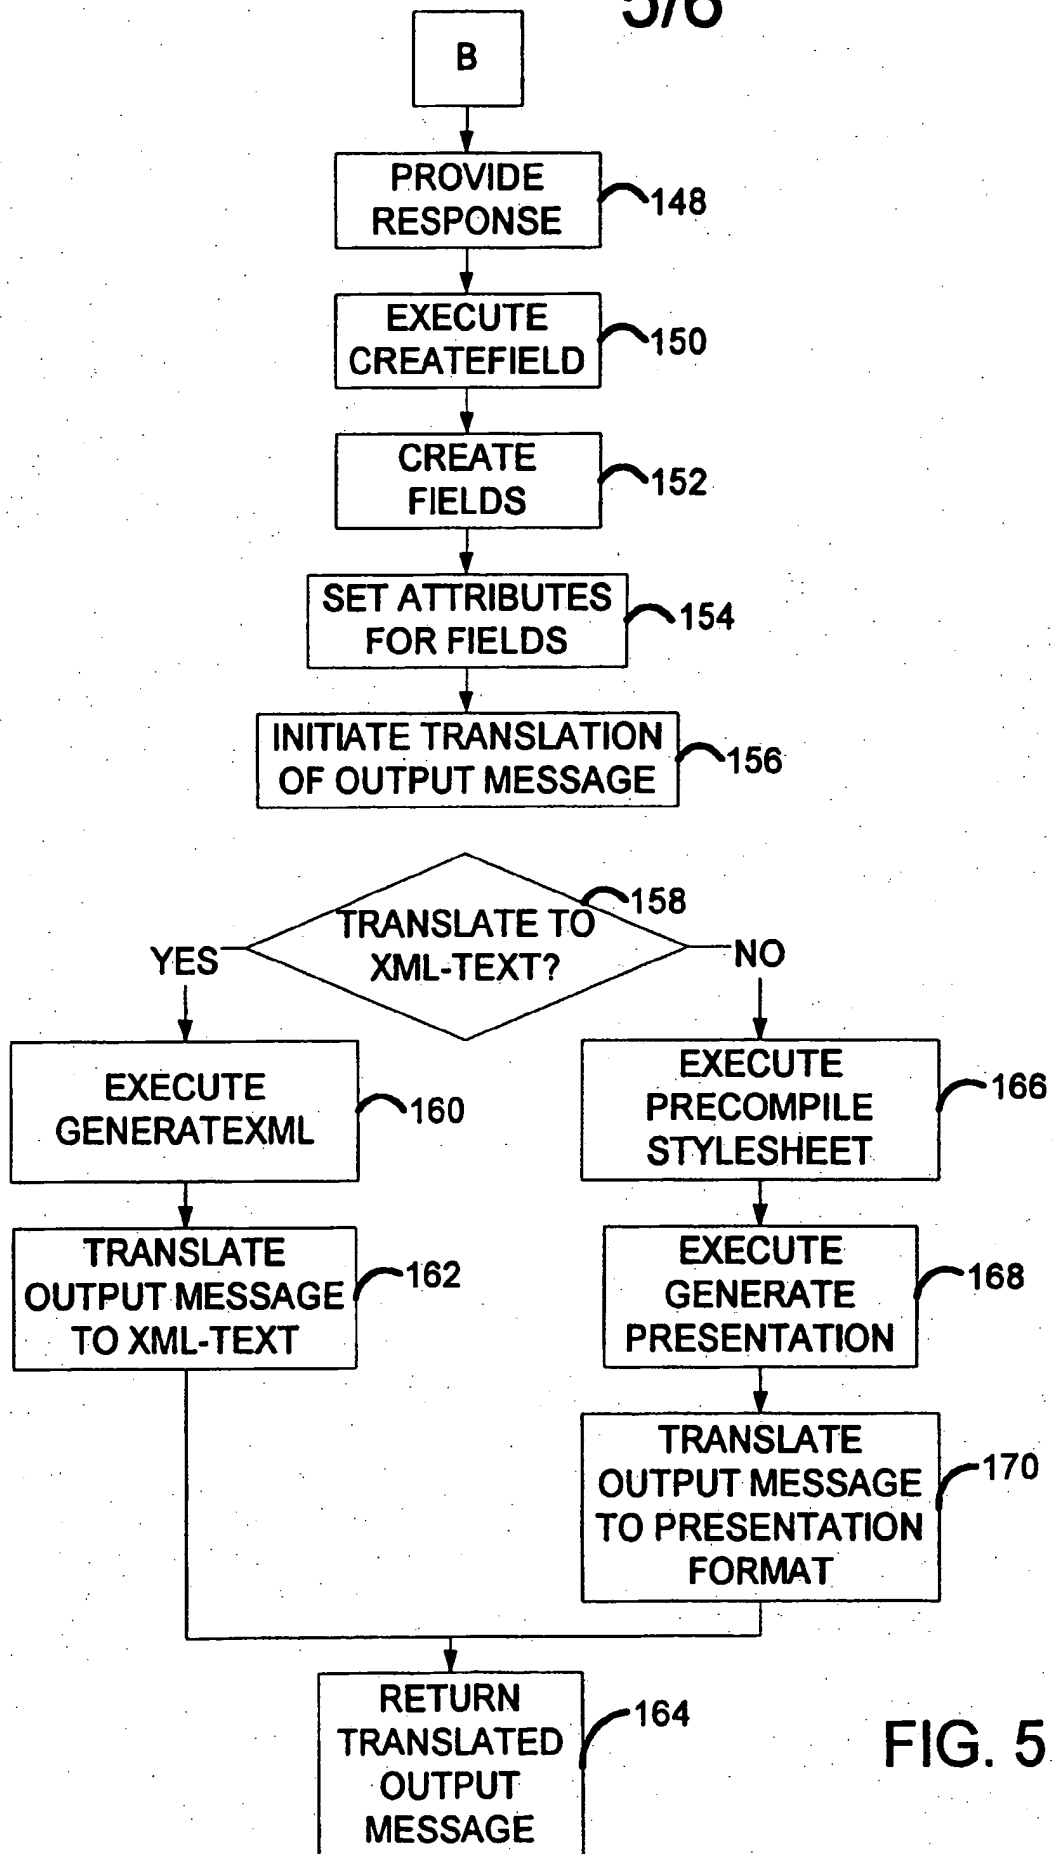 5/6
B
PROVIDE
RESPONSE
148
EXECUTE
CREATEFIELD
150
CREATE
FIELDS
152
SET ATTRIBUTES
FOR FIELDS
154
INITIATE TRANSLATION
OF OUTPUT MESSAGE
156
158
TRANSLATE TO
XML-TEXT?
YES
NO
EXECUTE
GENERATEXML
160
EXECUTE
PRECOMPILE
STYLESHEET
166
TRANSLATE
OUTPUT MESSAGE
TO XML-TEXT
162
EXECUTE
GENERATE
PRESENTATION
168
TRANSLATE
OUTPUT MESSAGE
TO PRESENTATION
FORMAT
170
RETURN
TRANSLATED
OUTPUT
MESSAGE
164
FIG. 5